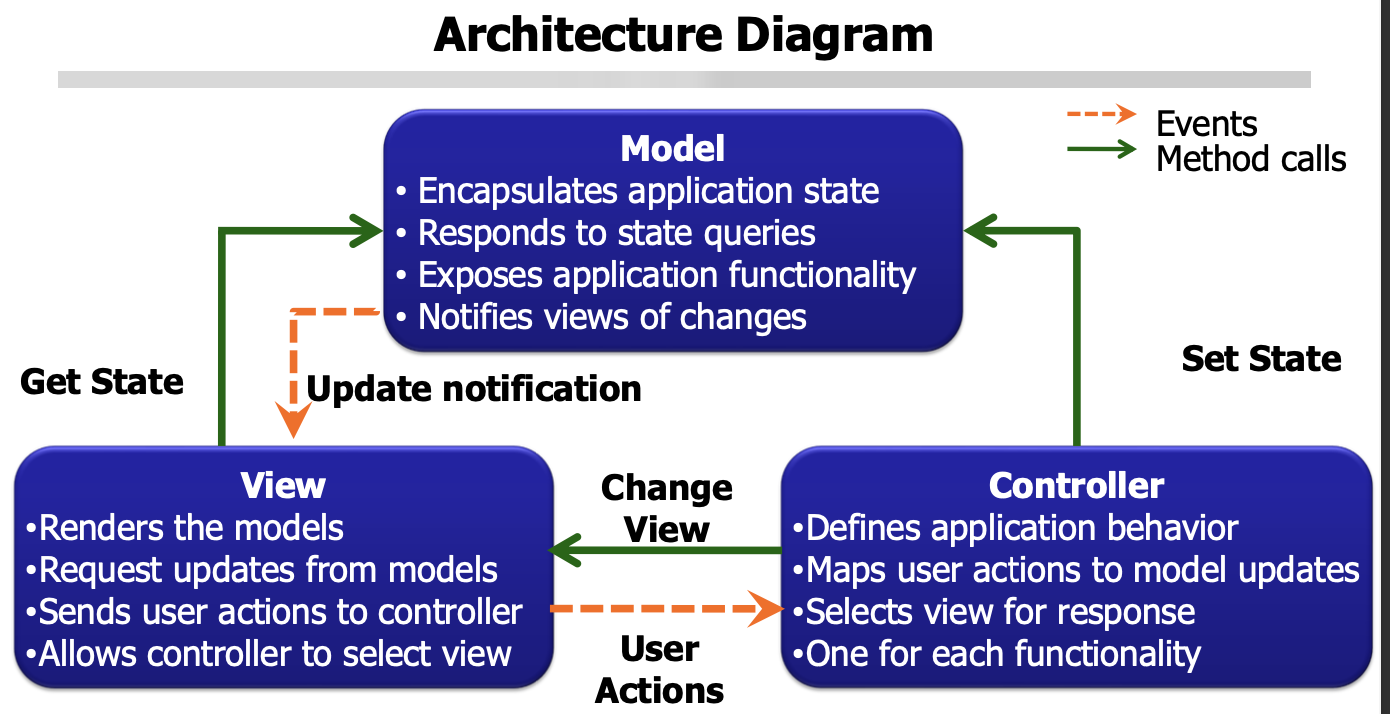 Architecture Diagram
Events
Method calls
Model
• Encapsulates application state
• Responds to state queries
• Exposes application functionality
• Notifies views of changes
Get State
Update notification
Set State
View
•Renders the models
•Request updates from models
•Sends user actions to controller
•Allows controller to select view
Change
View
User
Actions
Controller
•Defines application behavior
•Maps user actions to model updates
•Selects view for response
•One for each functionality